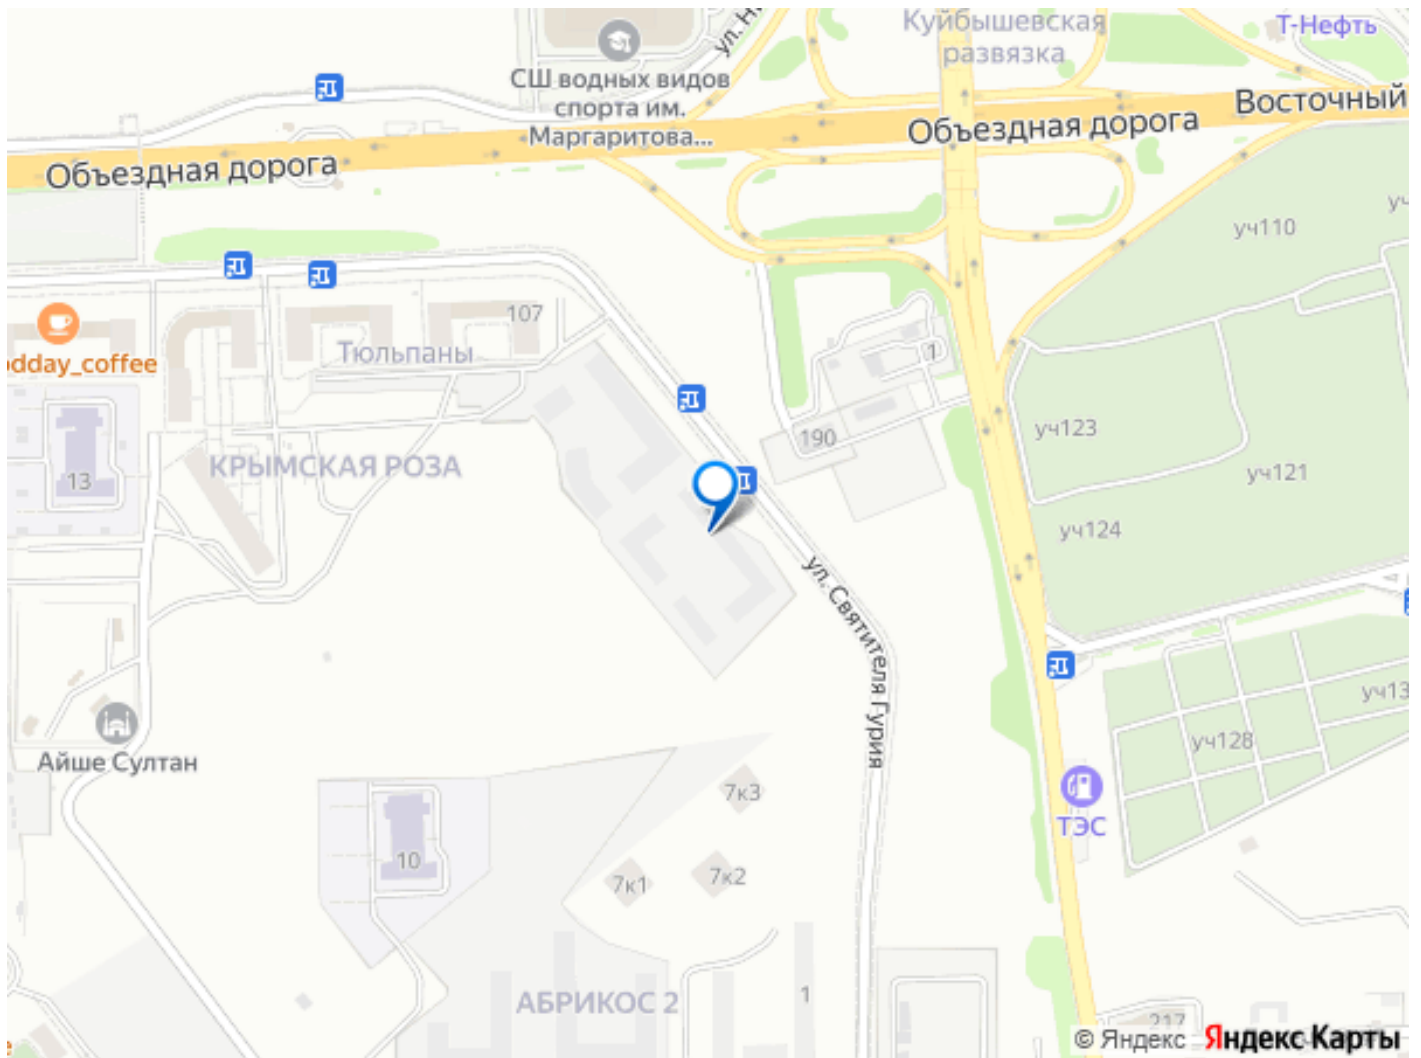 Куйбышевская
развязка
Т-Нефть
СШ водных видов
спорта им.
Маргаритова...
Восточный
Объездная дорога
Объездная дорога
уч110
107
Тюльпаны
dday_coffee
1
190
уч123
КРЫМСКАЯ РОЗА
13
уч121
уч124
ул. Святителя Гурия
уч13
уч128
Айше Султан
7к3
ТЭС
10
7к1
7к2
АБРИКОС 2
1
217
© Яндекс Яндекс Карты